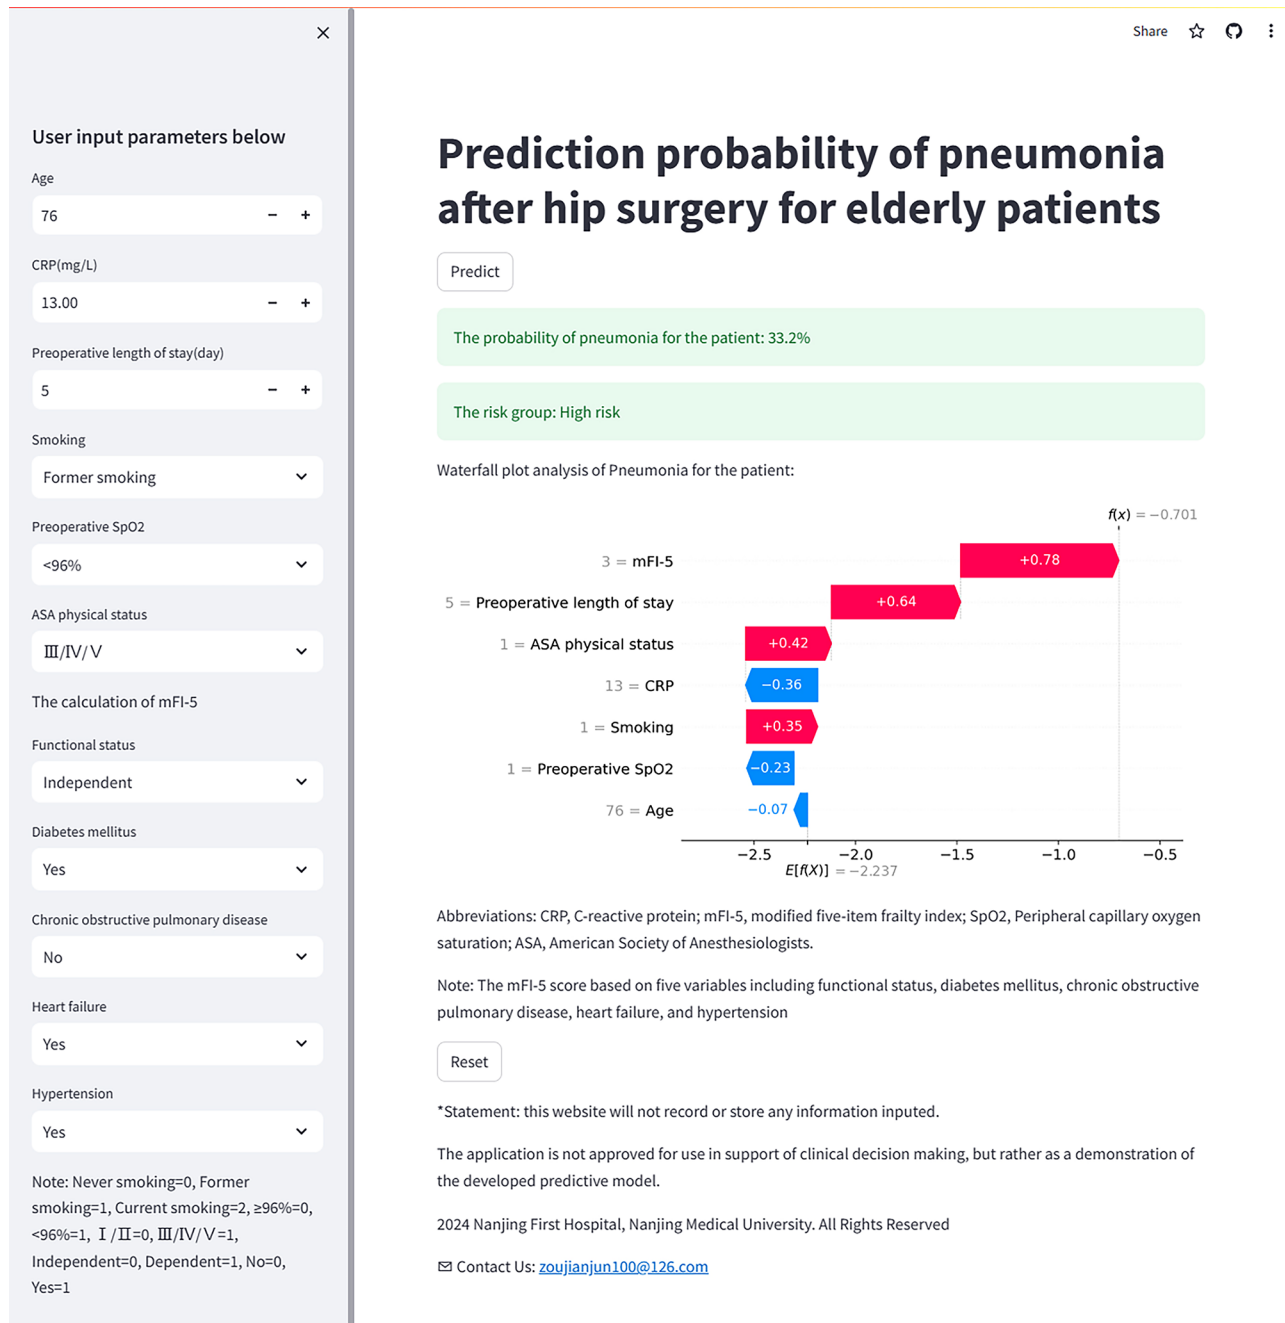 Share
User input parameters below
Age
76
CRP(mg/L)
13.00
Preoperative length of stay(day)
5
Smoking
Former smoking
Preoperative SpO2
<96%
ASA physical status
Ⅲ/Ⅳ/Ⅴ
The calculation of mFI-5
Functional status
Independent
Diabetes mellitus
Yes
Chronic obstructive pulmonary disease
No
Heart failure
Yes
Hypertension
Yes
Note: Never smoking=0, Former
smoking=1, Current smoking=2, ≥96%=0,
<96%=1, Ⅰ/Ⅱ=0, Ⅲ/Ⅳ/Ⅴ=1,
Independent=0, Dependent=1, No=0,
Yes=1
Prediction probability of pneumonia
after hip surgery for elderly patients
Predict
The probability of pneumonia for the patient: 33.2%
The risk group: High risk
Waterfall plot analysis of Pneumonia for the patient:
f(x) = −0.701
3 = mFI-5 +0.78
5 = Preoperative length of stay +0.64
1 = ASA physical status +0.42
13 = CRP −0.36
1 = Smoking +0.35
1 = Preoperative SpO2 −0.23
76 = Age −0.07
−2.5 −2.0 −1.5 −1.0 −0.5
E[f(X)] = −2.237
Abbreviations: CRP, C-reactive protein; mFI-5, modified five-item frailty index; SpO2, Peripheral capillary oxygen
saturation; ASA, American Society of Anesthesiologists.
Note: The mFI-5 score based on five variables including functional status, diabetes mellitus, chronic obstructive
pulmonary disease, heart failure, and hypertension
Reset
*Statement: this website will not record or store any information inputed.
The application is not approved for use in support of clinical decision making, but rather as a demonstration of
the developed predictive model.
2024 Nanjing First Hospital, Nanjing Medical University. All Rights Reserved
Contact Us: zoujianjun100@126.com